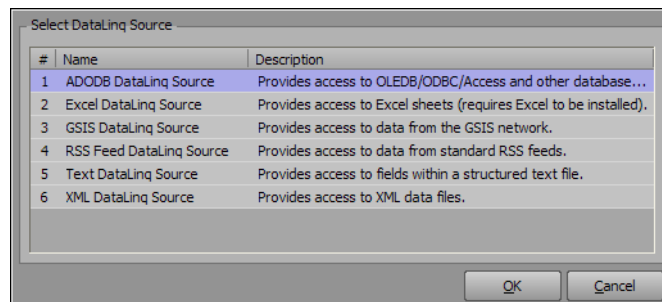 Select DataLinq Source
# Name Description
1 ADODB DataLinq Source Provides access to OLEDB/ODBC/Access and other database...
2 Excel DataLinq Source Provides access to Excel sheets (requires Excel to be installed).
3 GSIS DataLinq Source Provides access to data from the GSIS network.
4 RSS Feed DataLinq Source Provides access to data from standard RSS feeds.
5 Text DataLinq Source Provides access to fields within a structured text file.
6 XML DataLinq Source Provides access to XML data files.
OK Cancel